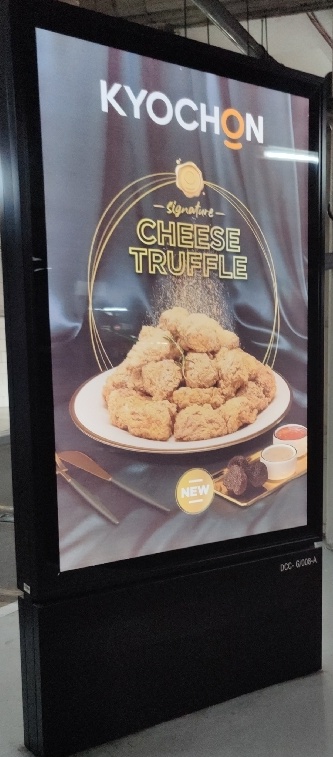 KYOCHON
Signature
CHEESE
TRUFFLE
NEW
DCC- G/008-A